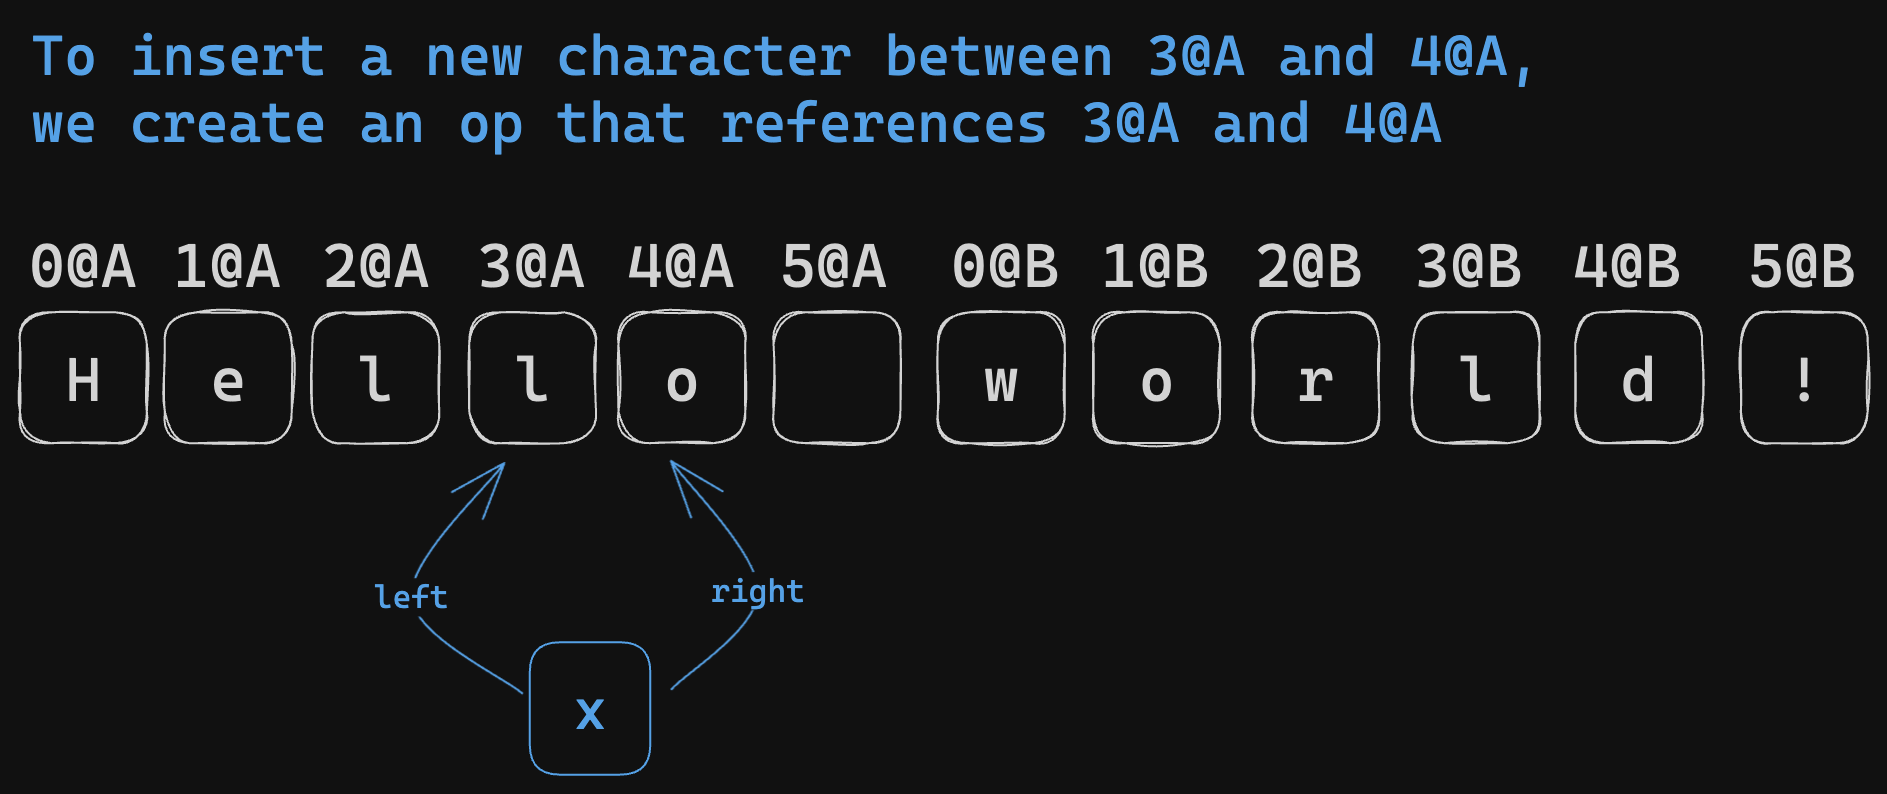 To insert a new character between 3@A and 4@A,
we create an op that references 3@A and 4@A
0@A 1@A 2@A 3@A 4@A 5@A 0@B 1@B 2@B 3@B 4@B 5@B
H e l l o w o r l d !
left right
x